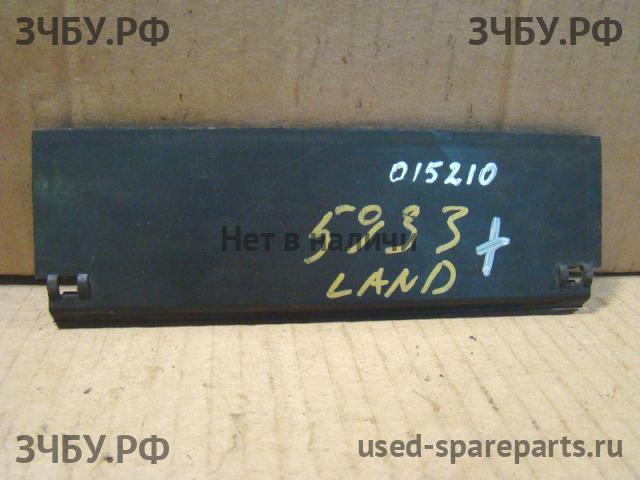 ЗЧБУ.РФ ЗЧБУ.РФ
015210
5933 +
Нет в наличи
LAND
ЗЧБУ.РФ used-spareparts.ru